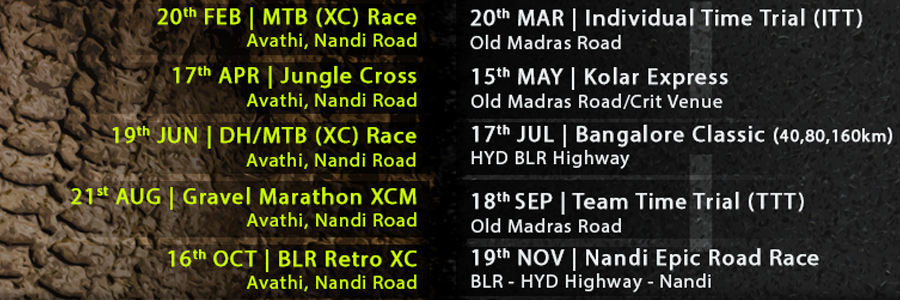 20th FEB | MTB (XC) Race
Avathi, Nandi Road
17th APR | Jungle Cross
Avathi, Nandi Road
19th JUN | DH/MTB (XC) Race
Avathi, Nandi Road
21st AUG | Gravel Marathon XCM
Avathi, Nandi Road
16th OCT | BLR Retro XC
Avathi, Nandi Road
20th MAR | Individual Time Trial (ITT)
Old Madras Road
15th MAY | Kolar Express
Old Madras Road/Crit Venue
17th JUL | Bangalore Classic (40,80,160km)
HYD BLR Highway
18th SEP | Team Time Trial (TTT)
Old Madras Road
19th NOV | Nandi Epic Road Race
BLR - HYD Highway - Nandi